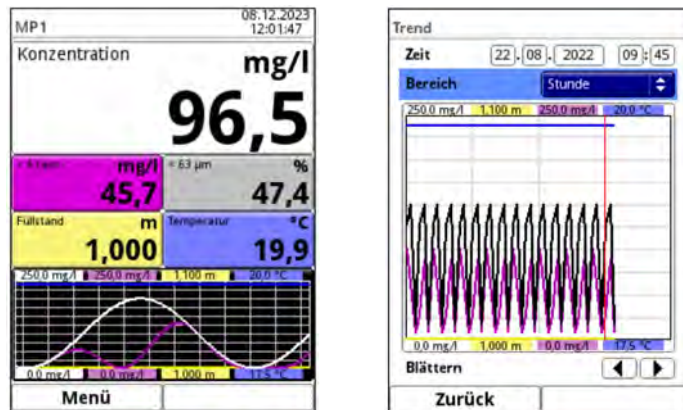 MP1
08.12.2023
12:01:47
Konzentration
mg/l
96,5
mg/l
45,7
< 63 µm
%
47,4
Füllstand
m
1,000
Temperatur
°C
19,9
250,0 mg/l 250,0 mg/l 1,100 m 20,0 °C
0,0 mg/l 0,0 mg/l 1,000 m 17,5 °C
Menü
Trend
Zeit 22. 08. 2022 09: 45
Bereich Stunde
250,0 mg/l 1,100 m 250,0 mg/l 20,0 °C
0,0 mg/l 1,000 m 0,0 mg/l 17,5 °C
Blättern
Zurück